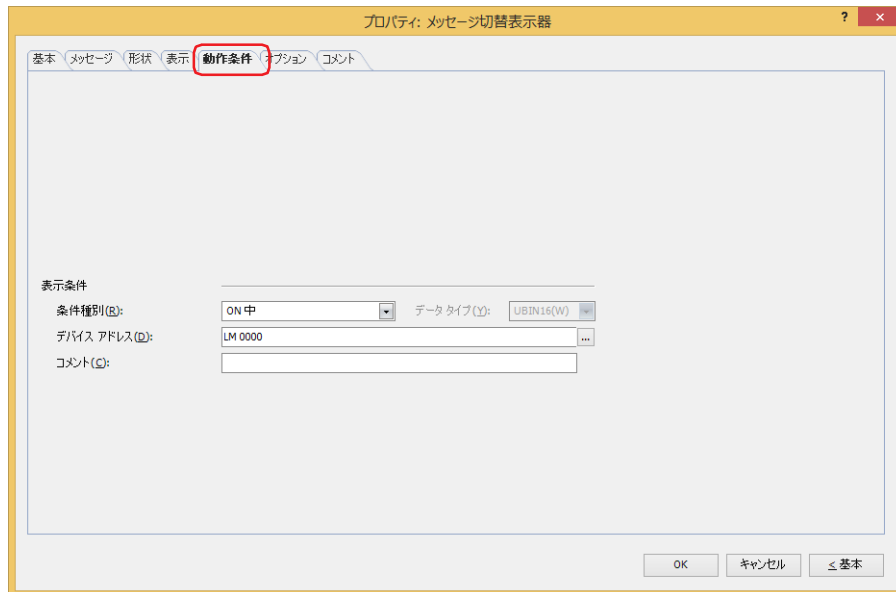 プロパティ: メッセージ切替表示器
? ×
基本 メッセージ 形状 表示 動作条件 オプション コメント
表示条件
条件種別(R): ON 中 データ タイプ(Y): UBIN16(W)
デバイス アドレス(D): LM 0000 ...
コメント(C):
OK キャンセル ≤ 基本